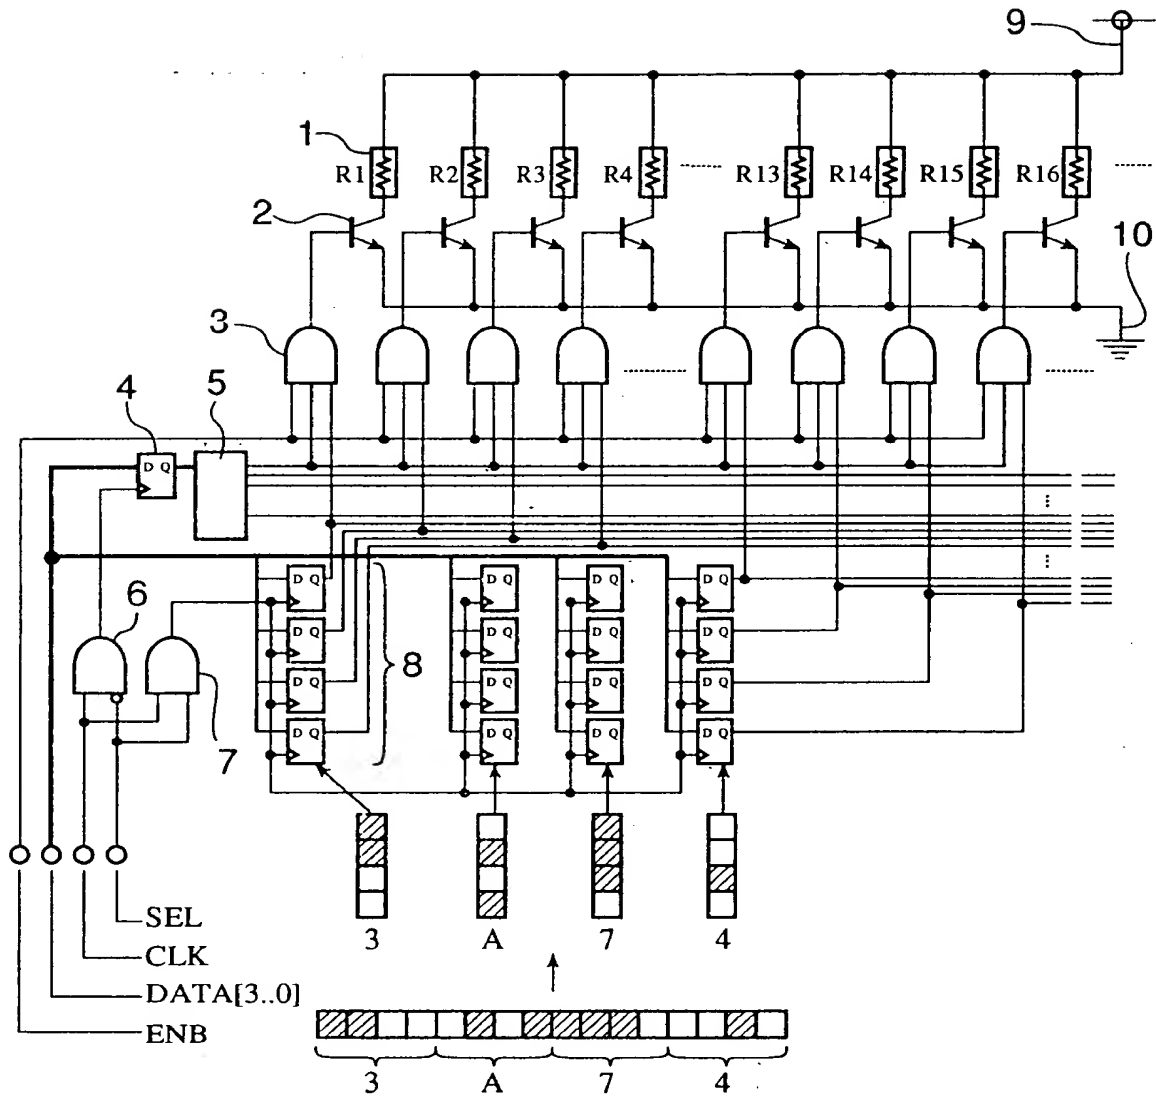 9
1
R1 R2 R3 R4 R13 R14 R15 R16
2
10
3
4 5
D Q
6
D Q D Q D Q D Q
D Q D Q D Q D Q
8
D Q D Q D Q D Q
7
D Q D Q D Q D Q
SEL
3 A 7 4
CLK
DATA[3..0]
ENB
3 A 7 4